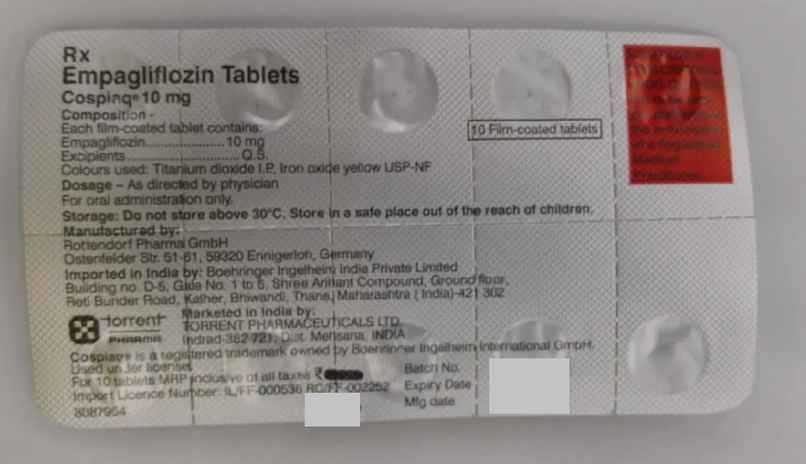 Rx
Empagliflozin Tablets
Cospiaq® 10 mg
Composition -
Each film-coated tablet contains:
Empagliflozin.....................10 mg
Excipients..............................Q.S.
Colours used: Titanium dioxide I.P, Iron oxide yellow USP-NF
Dosage – As directed by physician
For oral administration only.
10 Film-coated tablets
Storage: Do not store above 30°C. Store in a safe place out of the reach of children.
Manufactured by:
Rottendorf Pharma GmbH
Ostenfelder Str. 51-61, 59320 Ennigerloh, Germany
Imported in India by: Boehringer Ingelheim India Private Limited
Building no. D-5, Gala No. 1 to 5, Shree Arihant Compound, Ground floor,
Reti Bunder Road, Kalher, Bhiwandi, Thane, Maharashtra ( India)-421 302
torrent
PHARMA
Marketed in India by:
TORRENT PHARMACEUTICALS LTD.
Indrad-382 721, Dist. Mehsana, INDIA
Cospiaq® is a registered trademark owned by Boehringer Ingelheim International GmbH.
Used under license
For 10 tablets MRP inclusive of all taxes ₹
Import Licence Number: IL/FF-000536 RC/FF-002252
8087954
Batch No.
Expiry Date
Mfg date
of a Registered
Medical
Practitioner.